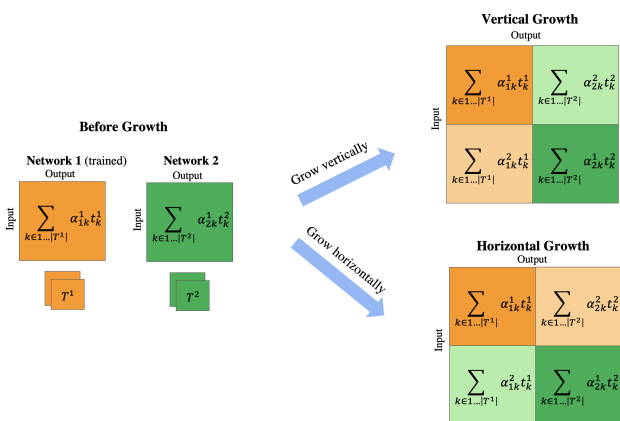 Before Growth
Network 1 (trained)
Output
Input
∑ α¹₁ₖt¹ₖ
k∈1...|T¹|
T¹
Network 2
Output
Input
∑ α¹₂ₖt²ₖ
k∈1...|T²|
T²
Grow vertically
Grow horizontally
Vertical Growth
Output
Input
∑ α¹₁ₖt¹ₖ
k∈1...|T¹|
∑ α²₂ₖt²ₖ
k∈1...|T²|
∑ α²₁ₖt¹ₖ
k∈1...|T¹|
∑ α¹₂ₖt²ₖ
k∈1...|T²|
Horizontal Growth
Output
Input
∑ α¹₁ₖt¹ₖ
k∈1...|T¹|
∑ α²₂ₖt²ₖ
k∈1...|T²|
∑ α²₁ₖt¹ₖ
k∈1...|T¹|
∑ α¹₂ₖt²ₖ
k∈1...|T²|